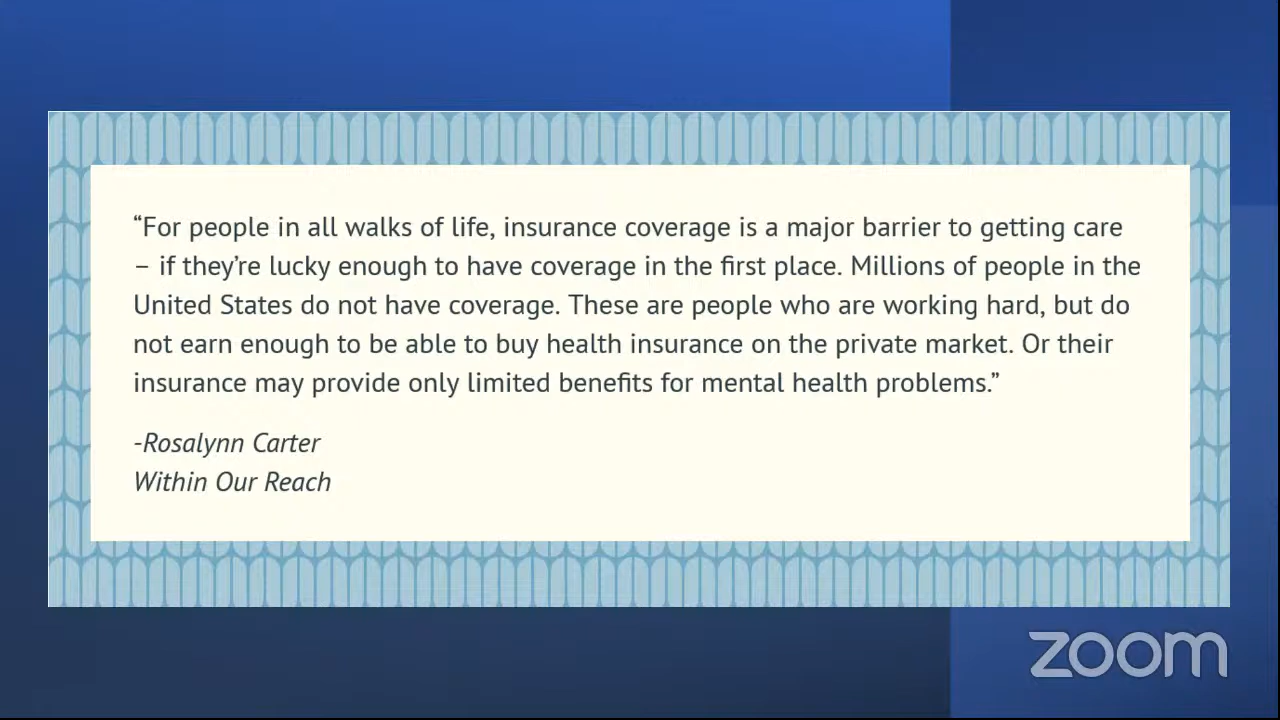 “For people in all walks of life, insurance coverage is a major barrier to getting care
– if they’re lucky enough to have coverage in the first place. Millions of people in the
United States do not have coverage. These are people who are working hard, but do
not earn enough to be able to buy health insurance on the private market. Or their
insurance may provide only limited benefits for mental health problems.”
-Rosalynn Carter
Within Our Reach
zoom